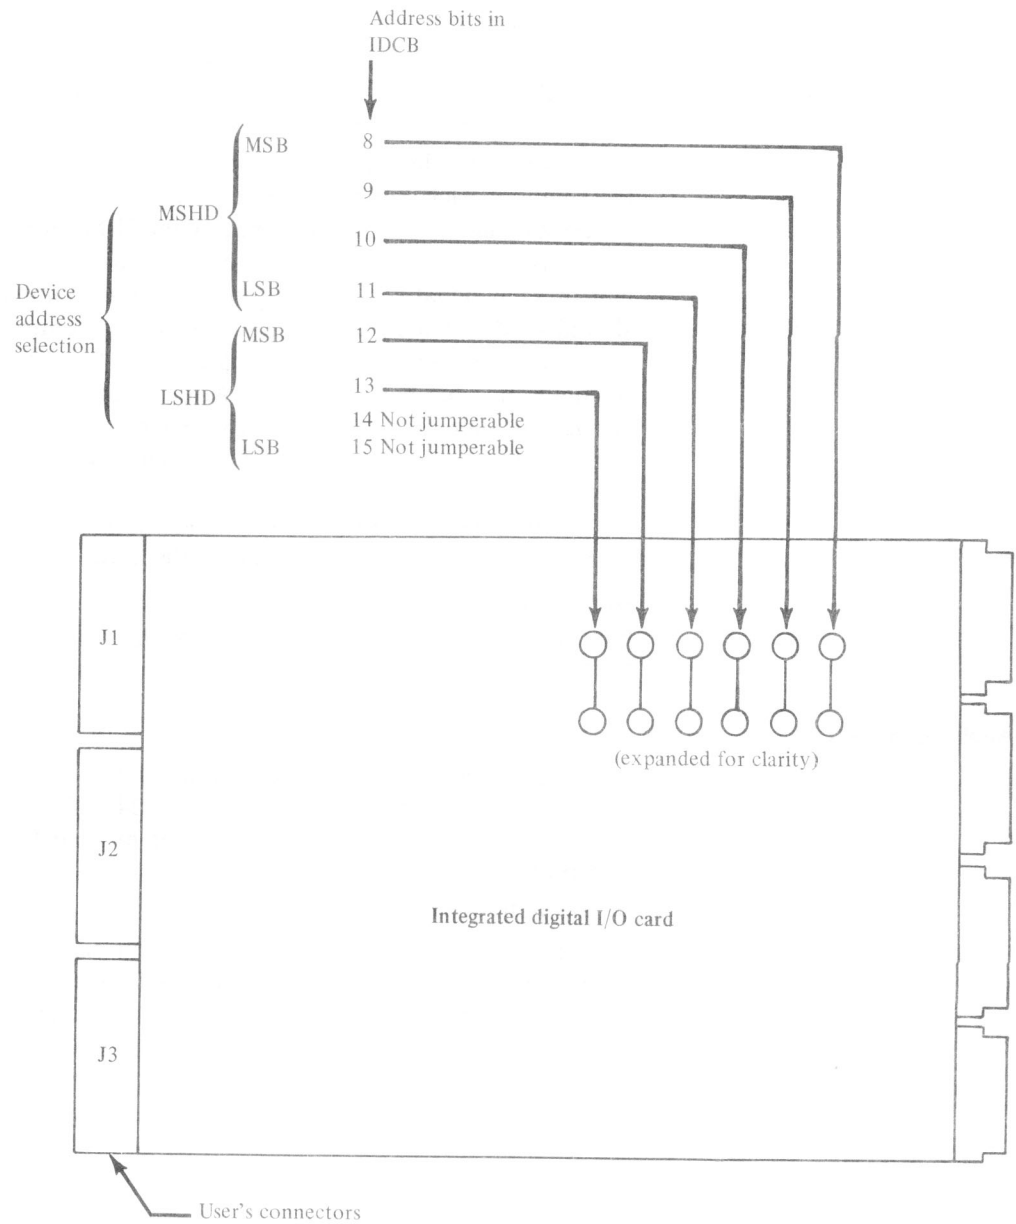 Address bits in
IDCB
MSB 8
9
MSHD
10
LSB 11
Device
address
selection
MSB 12
13
LSHD
14 Not jumperable
LSB 15 Not jumperable
J1
(expanded for clarity)
J2
Integrated digital I/O card
J3
User's connectors